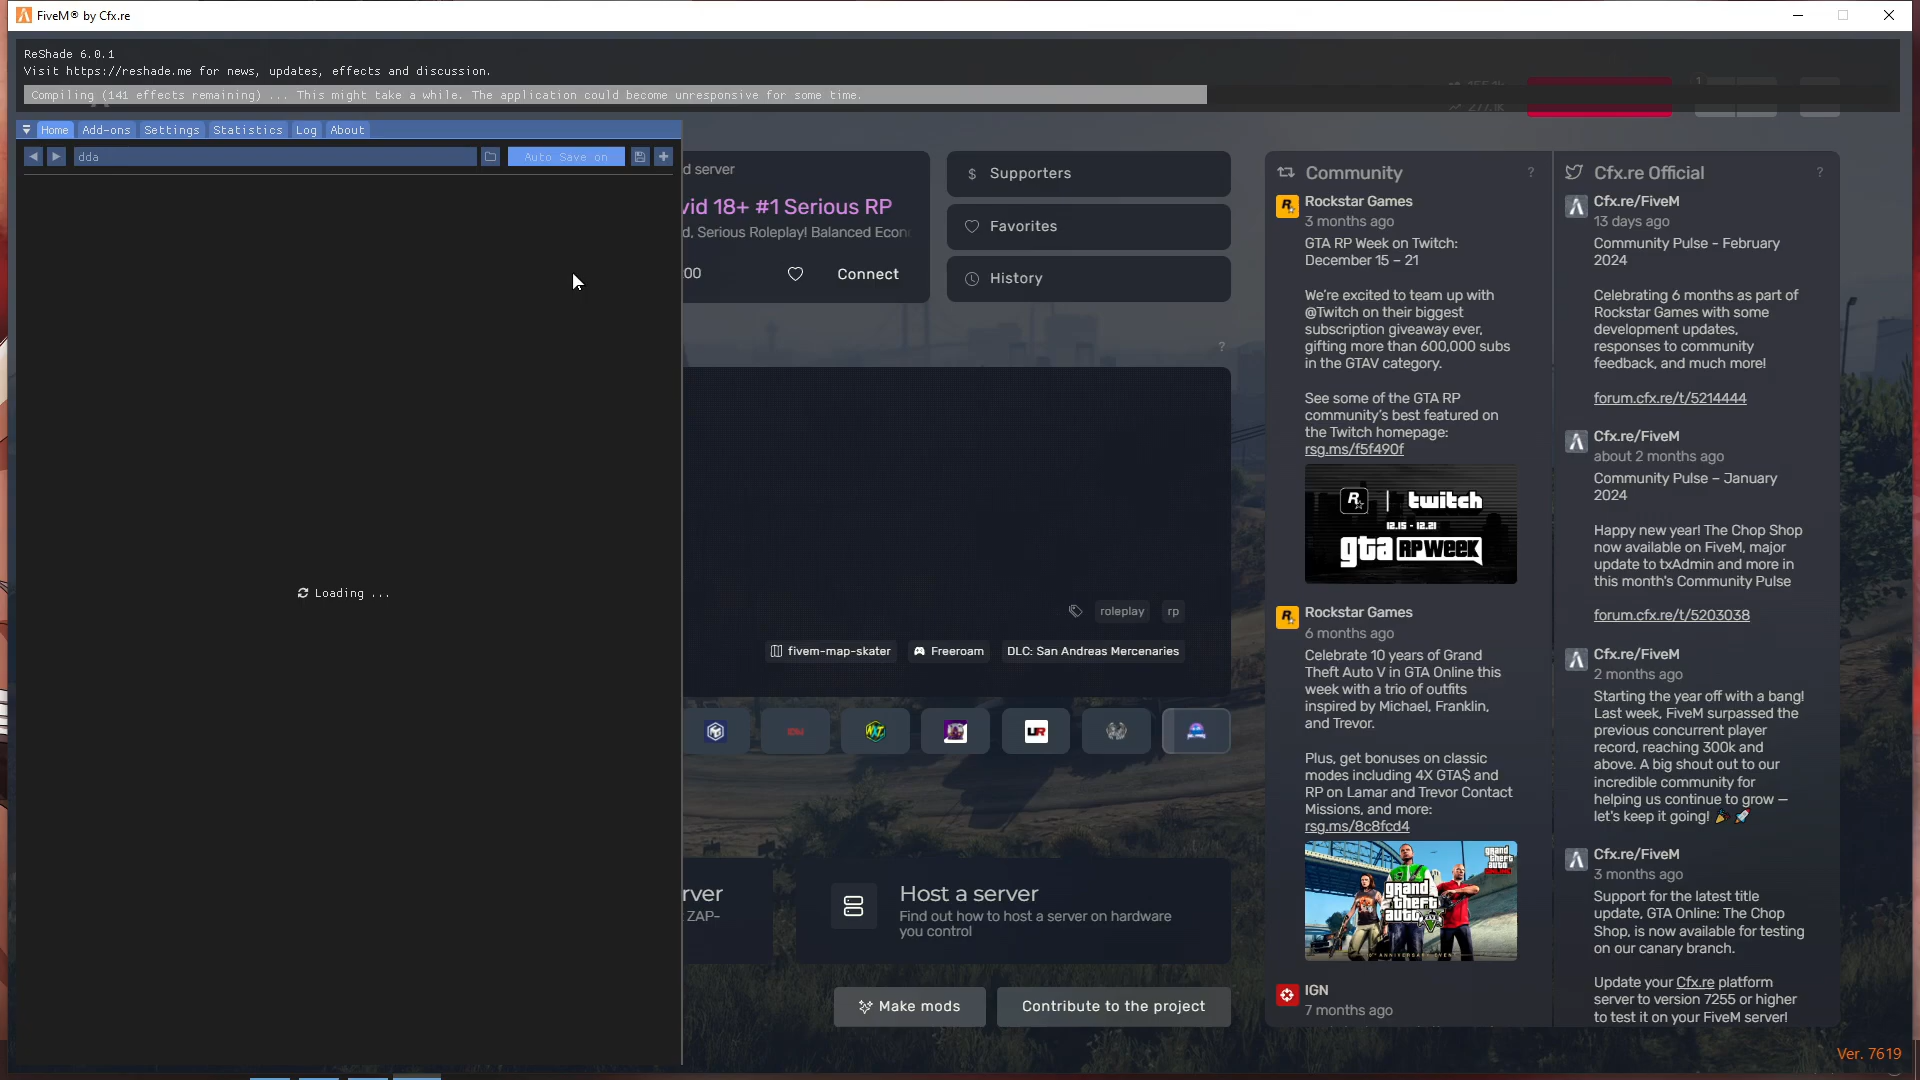 FiveM® by Cfx.re
ReShade 6.0.1
Visit https://reshade.me for news, updates, effects and discussion.
Compiling (141 effects remaining) ... This might take a while. The application could become unresponsive for some time.
277.1K
1
Home
Add-ons
Settings
Statistics
Log
About
dda
Auto Save on
Loading ...
d server
vid 18+ #1 Serious RP
d, Serious Roleplay! Balanced Econ
:00
Connect
$ Supporters
Favorites
History
?
roleplay
rp
fivem-map-skater
Freeroam
DLC: San Andreas Mercenaries
WXT
UR
rver
ZAP-
Host a server
Find out how to host a server on hardware
you control
Make mods
Contribute to the project
Community
?
Rockstar Games
3 months ago
GTA RP Week on Twitch:
December 15 – 21
We're excited to team up with
@Twitch on their biggest
subscription giveaway ever,
gifting more than 600,000 subs
in the GTAV category.
See some of the GTA RP
community's best featured on
the Twitch homepage:
rsg.ms/f5f490f
twitch
12.15 - 12.21
gta RP WEEK
Rockstar Games
6 months ago
Celebrate 10 years of Grand
Theft Auto V in GTA Online this
week with a trio of outfits
inspired by Michael, Franklin,
and Trevor.
Plus, get bonuses on classic
modes including 4X GTA$ and
RP on Lamar and Trevor Contact
Missions, and more:
rsg.ms/8c8fcd4
grand
theft
auto
V
grand
theft
auto
online
IGN
7 months ago
Cfx.re Official
?
Cfx.re/FiveM
13 days ago
Community Pulse - February
2024
Celebrating 6 months as part of
Rockstar Games with some
development updates,
responses to community
feedback, and much more!
forum.cfx.re/t/5214444
Cfx.re/FiveM
about 2 months ago
Community Pulse – January
2024
Happy new year! The Chop Shop
now available on FiveM, major
update to txAdmin and more in
this month's Community Pulse
forum.cfx.re/t/5203038
Cfx.re/FiveM
2 months ago
Starting the year off with a bang!
Last week, FiveM surpassed the
previous concurrent player
record, reaching 300k and
above. A big shout out to our
incredible community for
helping us continue to grow —
let's keep it going! 🎉 🚀
Cfx.re/FiveM
3 months ago
Support for the latest title
update, GTA Online: The Chop
Shop, is now available for testing
on our canary branch.
Update your Cfx.re platform
server to version 7255 or higher
to test it on your FiveM server!
Ver. 7619